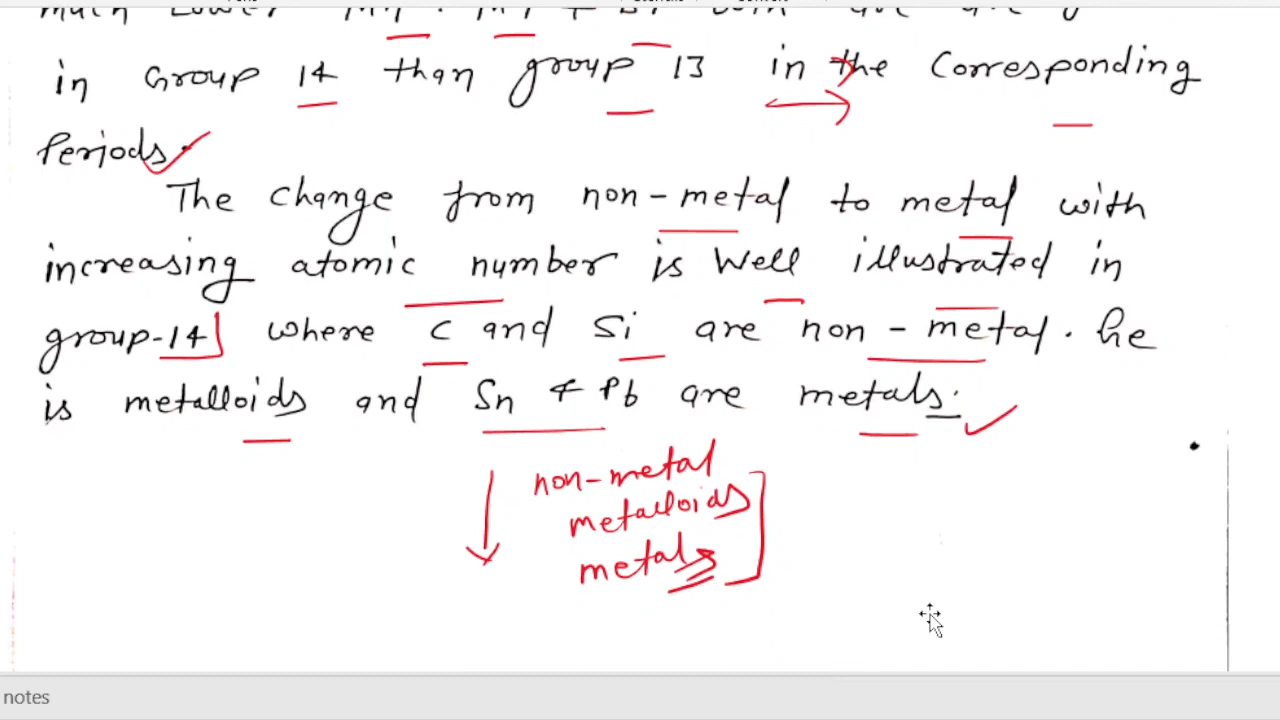 in Group 14 than group 13 in the Corresponding
Periods.
The change from non-metal to metal with
increasing atomic number is well illustrated in
group-14 where C and Si are non-metal. he
is metalloids and Sn & Pb are metals.
non-metal
metalloids
metals
notes